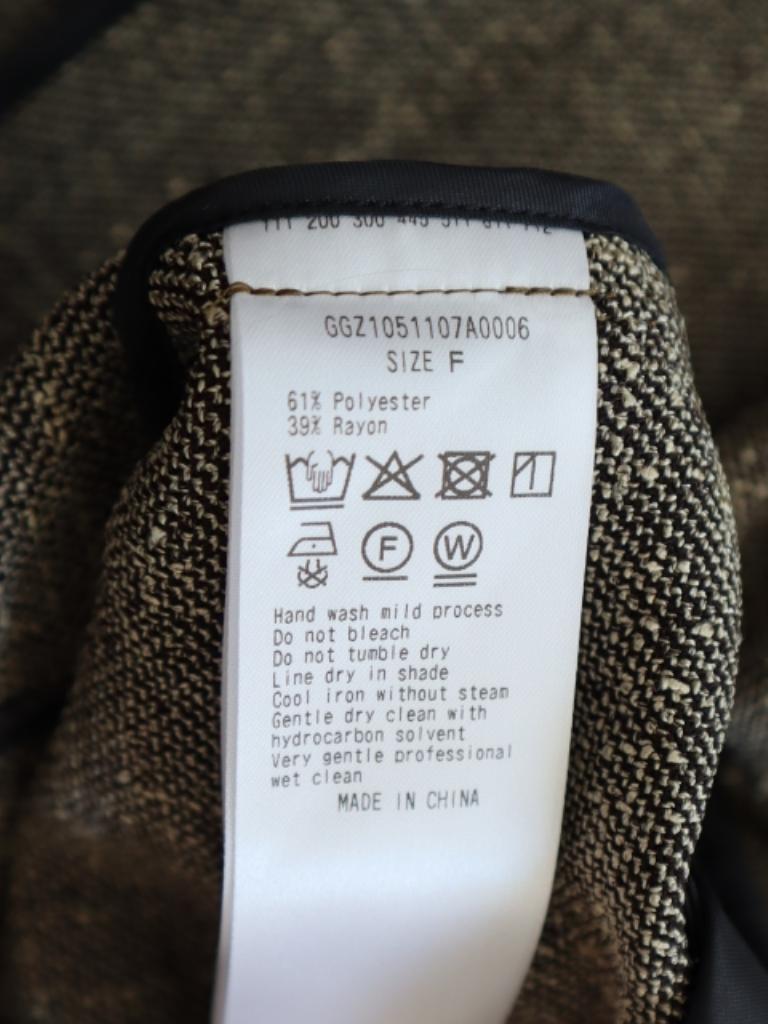 GGZ1051107A0006
SIZE F
61% Polyester
39% Rayon
F W
Hand wash mild process
Do not bleach
Do not tumble dry
Line dry in shade
Cool iron without steam
Gentle dry clean with
hydrocarbon solvent
Very gentle professional
wet clean
MADE IN CHINA